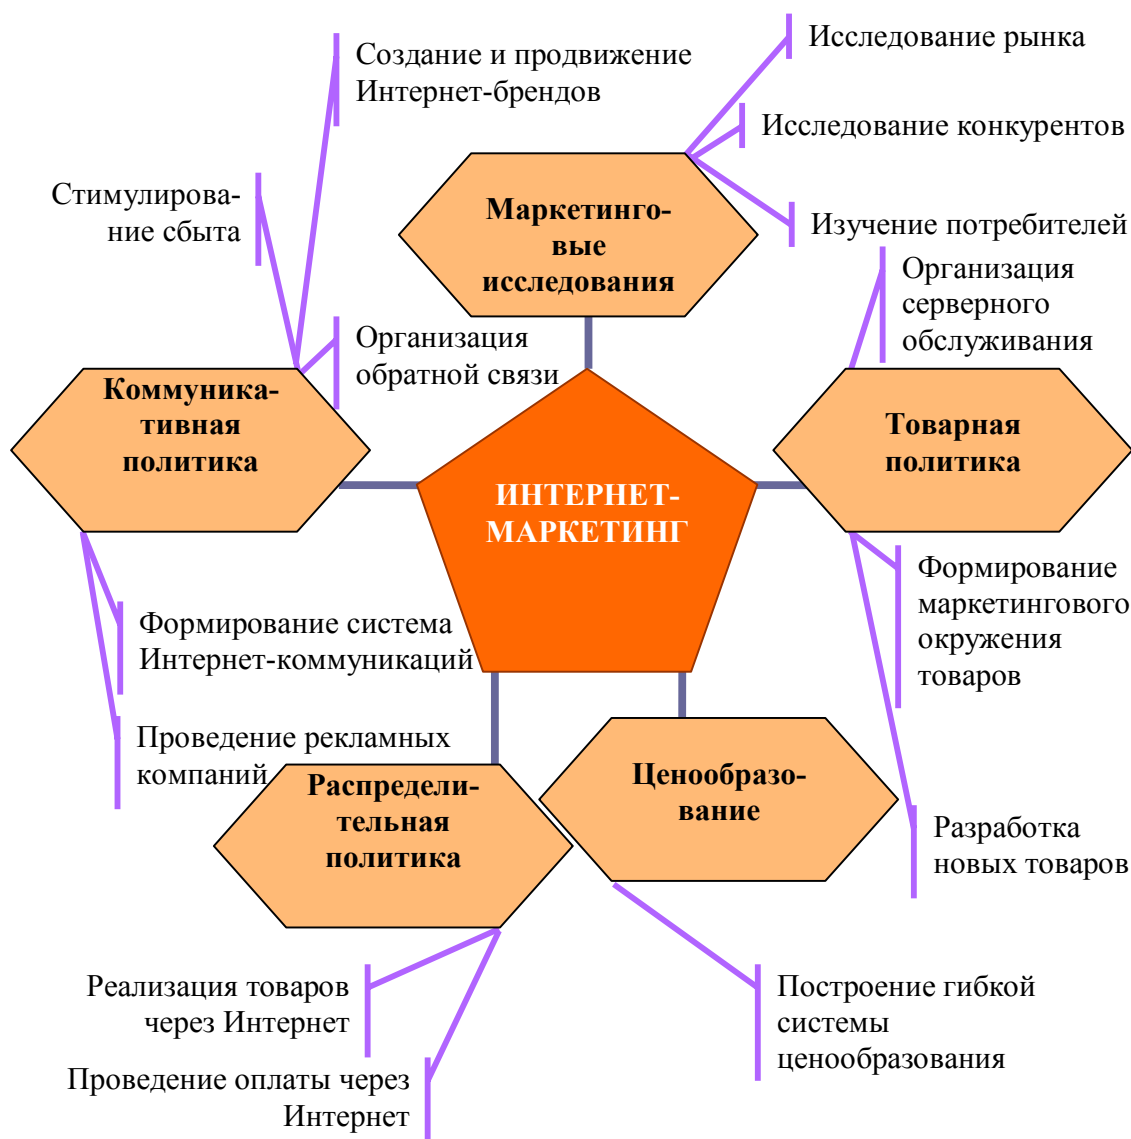 Создание и продвижение
Интернет-брендов
Исследование рынка
Исследование конкурентов
Изучение потребителей
Стимулирова-
ние сбыта
Маркетинго-
вые
исследования
Организация
серверного
обслуживания
Организация
обратной связи
Коммуника-
тивная
политика
Товарная
политика
ИНТЕРНЕТ-
МАРКЕТИНГ
Формирование
маркетингового
окружения
товаров
Формирование система
Интернет-коммуникаций
Проведение рекламных
компаний
Распредели-
тельная
политика
Ценообразо-
вание
Разработка
новых товаров
Реализация товаров
через Интернет
Построение гибкой
системы
ценообразования
Проведение оплаты через
Интернет